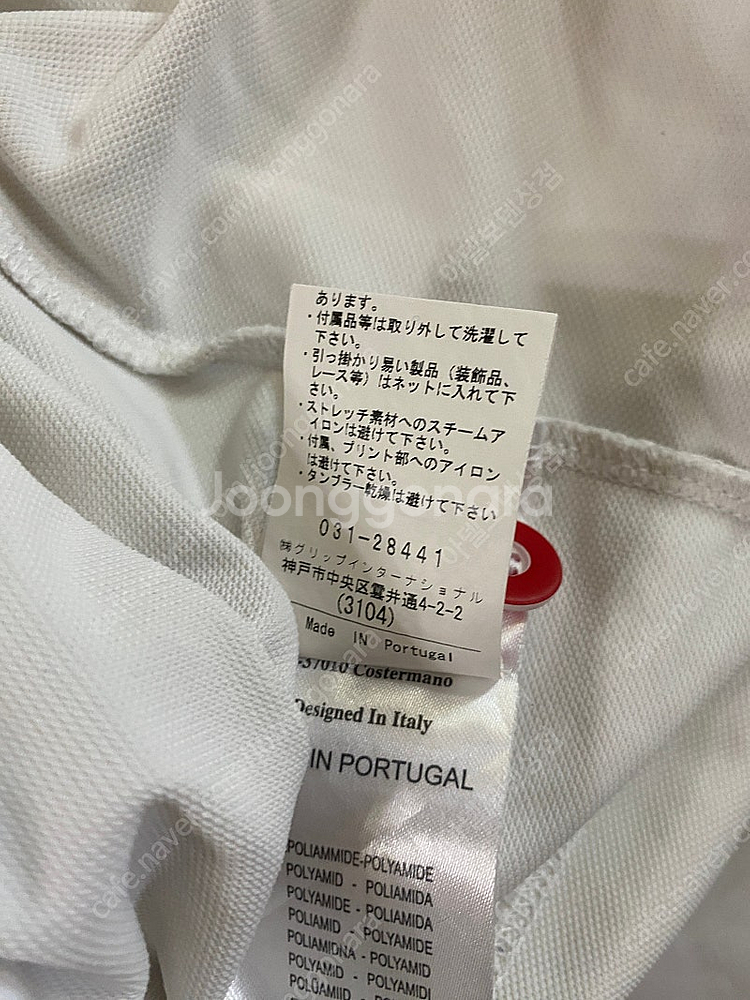 あります。
・付属品等は取り外して洗濯して
下さい。
・引っ掛かり易い製品（装飾品、
レース等）はネットに入れて下
さい。
・ストレッチ素材へのスチームア
イロンは避けて下さい。
・付属、プリント部へのアイロン
は避けて下さい。
・タンブラー乾燥は避けて下さい
031-28441
㈱グリップインターナショナル
神戸市中央区雲井通4-2-2
(3104)
Made IN Portugal
-37010 Costermano
Designed In Italy
IN PORTUGAL
POLIAMMIDE-POLYAMIDE
POLYAMID - POLIAMIDA
POLYAMIDE - POLIAMIDA
POLIAMID - POLYAMIDE
POLIAMIDNA - POLYAMID
POLYAMID - POLYAMIDI
POLÜAMIID - POLYAMID
Joonggonara
cafe.naver.com/joonggonara